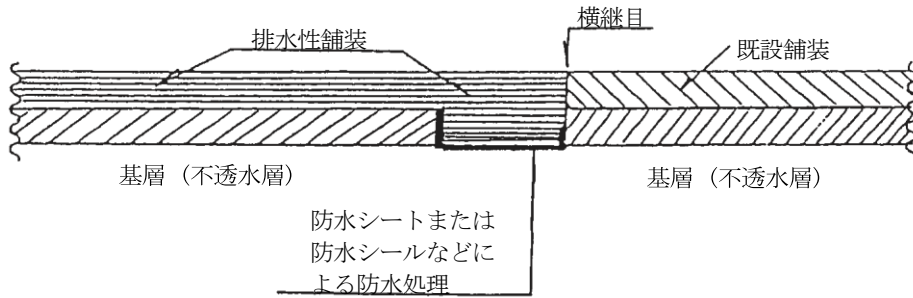 横継目
排水性舗装
既設舗装
基層（不透水層）
基層（不透水層）
防水シートまたは
防水シールなどに
よる防水処理